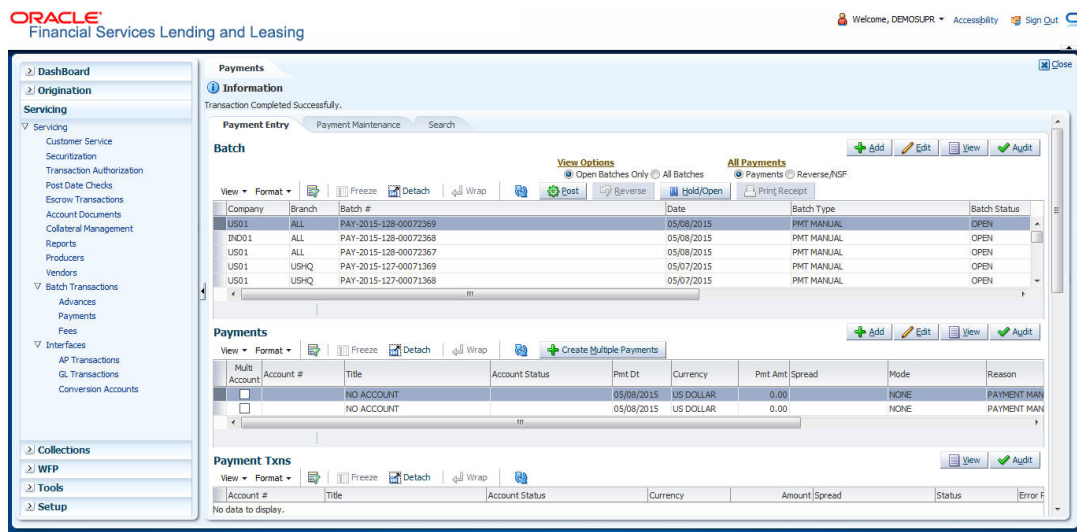 ORACLE
Financial Services Lending and Leasing
Welcome, DEMOSUPR Accessibility Sign Out
Close
DashBoard
Origination
Servicing
Servicing
Customer Service
Securitization
Transaction Authorization
Post Date Checks
Escrow Transactions
Account Documents
Collateral Management
Reports
Producers
Vendors
Batch Transactions
Advances
Payments
Fees
Interfaces
AP Transactions
GL Transactions
Conversion Accounts
Collections
WFP
Tools
Setup
Payments
Information
Transaction Completed Successfully.
Payment Entry Payment Maintenance Search
Batch
Add Edit View Audit
View Options All Payments
Open Batches Only All Batches Payments Reverse/NSF
View Format Freeze Detach Wrap Post Reverse Hold/Open Print Receipt
Company Branch Batch # Date Batch Type Batch Status
US01 ALL PAY-2015-128-00072369 05/08/2015 PMT MANUAL OPEN
IND01 ALL PAY-2015-128-00072368 05/08/2015 PMT MANUAL OPEN
US01 ALL PAY-2015-128-00072367 05/08/2015 PMT MANUAL OPEN
US01 USHQ PAY-2015-127-00071369 05/07/2015 PMT MANUAL OPEN
US01 USHQ PAY-2015-127-00071368 05/07/2015 PMT MANUAL OPEN
Payments
Add Edit View Audit
View Format Freeze Detach Wrap Create Multiple Payments
Multi Account Account # Title Account Status Pmt Dt Currency Pmt Amt Spread Mode Reason
NO ACCOUNT 05/08/2015 US DOLLAR 0.00 NONE PAYMENT MAN
NO ACCOUNT 05/08/2015 US DOLLAR 0.00 NONE PAYMENT MAN
Payment Txns
View Audit
View Format Freeze Detach Wrap
Account # Title Account Status Currency Amount Spread Status Error
No data to display.